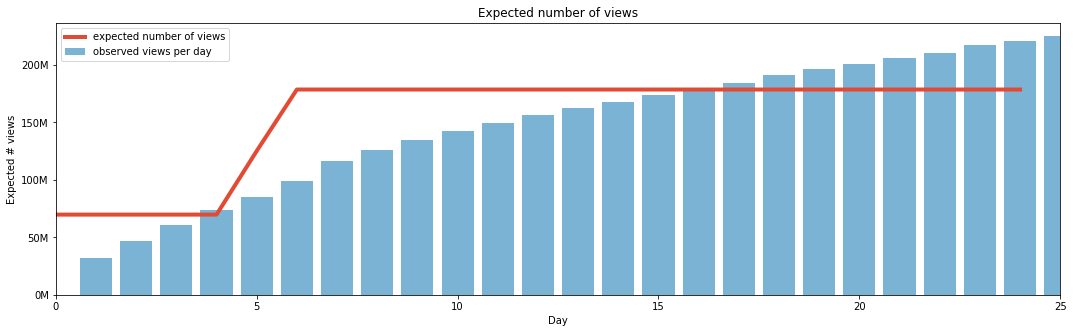 Expected number of views
expected number of views
observed views per day
Expected # views
200M
150M
100M
50M
0M
0
5
10
15
20
25
Day